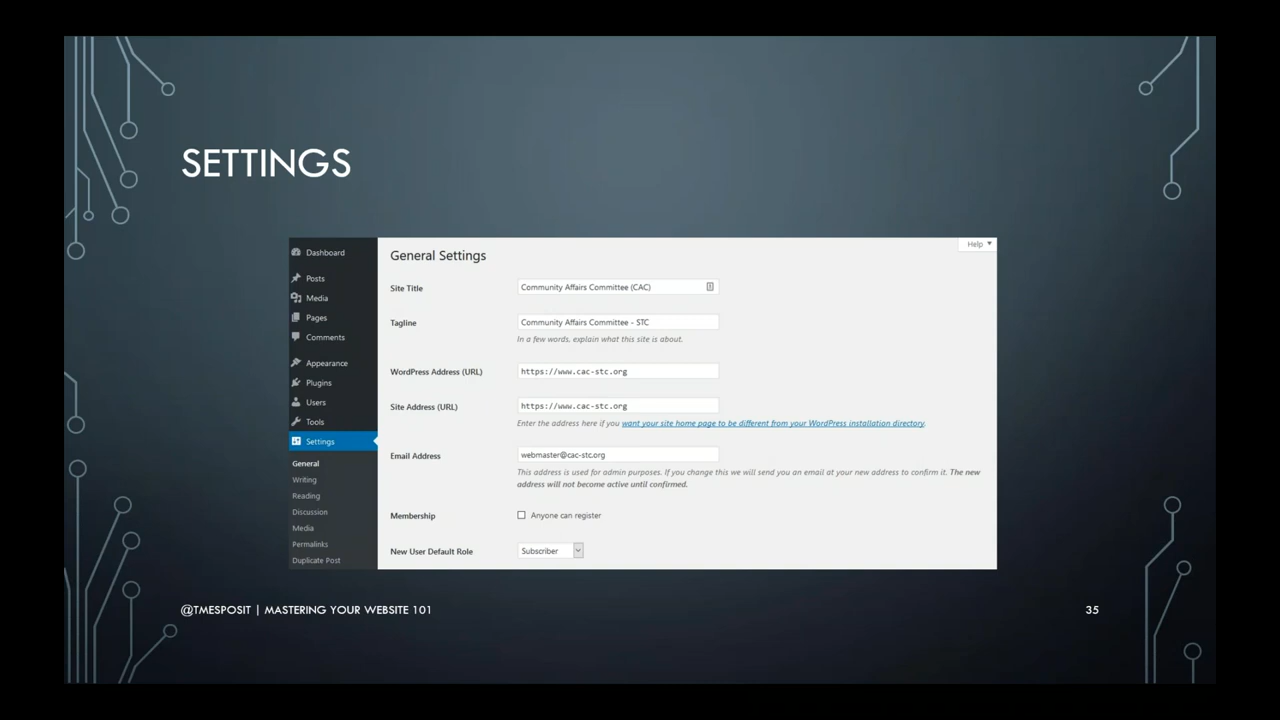 SETTINGS
Dashboard
Posts
Media
Pages
Comments
Appearance
Plugins
Users
Tools
Settings
General
Writing
Reading
Discussion
Media
Permalinks
Duplicate Post
Help
General Settings
Site Title Community Affairs Committee (CAC)
Tagline Community Affairs Committee - STC
In a few words, explain what this site is about.
WordPress Address (URL) https://www.cac-stc.org
Site Address (URL) https://www.cac-stc.org
Enter the address here if you want your site home page to be different from your WordPress installation directory.
Email Address webmaster@cac-stc.org
This address is used for admin purposes. If you change this we will send you an email at your new address to confirm it. The new
address will not become active until confirmed.
Membership Anyone can register
New User Default Role Subscriber
@TMESPOSIT | MASTERING YOUR WEBSITE 101
35